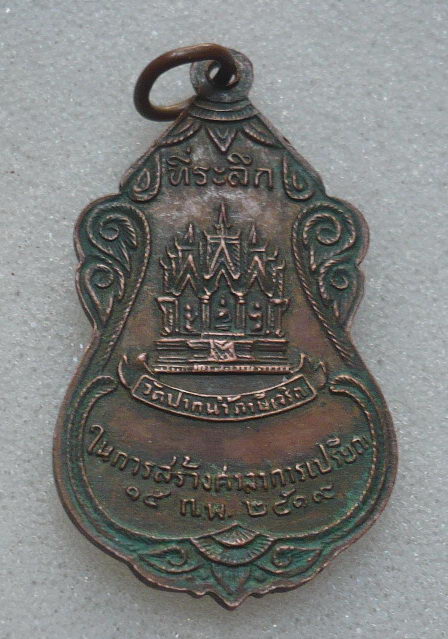 ที่ระลึก
วัดปากน้ำภาษีเจริญ
ในการสร้างศาลาการเปรียญ
๑๕ ก.พ. ๒๕๑๙